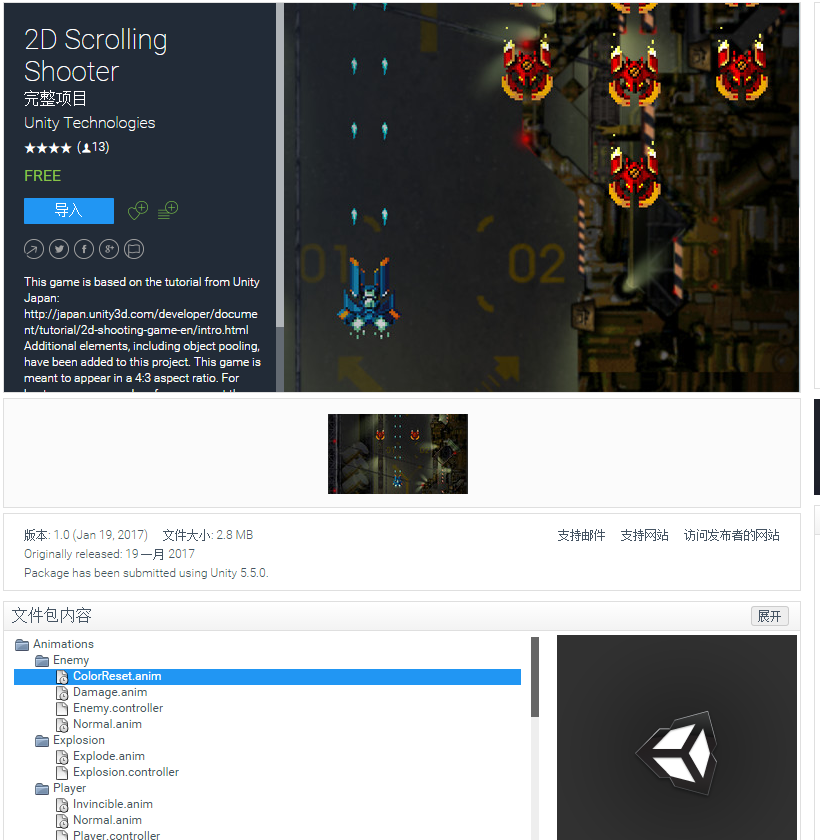 2D Scrolling
Shooter
完整项目
Unity Technologies
★★★★ (13)
FREE
导入
This game is based on the tutorial from Unity
Japan:
http://japan.unity3d.com/developer/docume
nt/tutorial/2d-shooting-game-en/intro.html
Additional elements, including object pooling,
have been added to this project. This game is
meant to appear in a 4:3 aspect ratio. For
01
02
版本: 1.0 (Jan 19, 2017) 文件大小: 2.8 MB
支持邮件 支持网站 访问发布者的网站
Originally released: 19 一月 2017
Package has been submitted using Unity 5.5.0.
文件包内容
展开
Animations
Enemy
ColorReset.anim
Damage.anim
Enemy.controller
Normal.anim
Explosion
Explode.anim
Explosion.controller
Player
Invincible.anim
Normal.anim
Player.controller